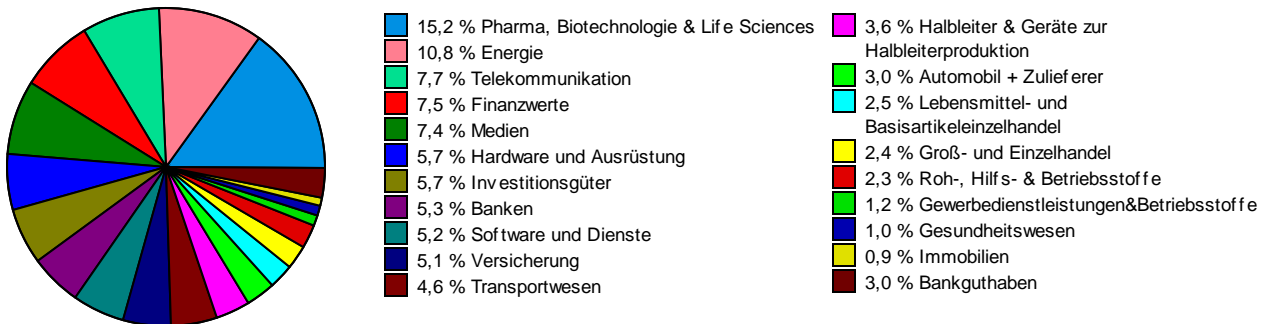 15,2 % Pharma, Biotechnologie & Life Sciences
10,8 % Energie
7,7 % Telekommunikation
7,5 % Finanzwerte
7,4 % Medien
5,7 % Hardware und Ausrüstung
5,7 % Investitionsgüter
5,3 % Banken
5,2 % Software und Dienste
5,1 % Versicherung
4,6 % Transportwesen
3,6 % Halbleiter & Geräte zur
Halbleiterproduktion
3,0 % Automobil + Zulieferer
2,5 % Lebensmittel- und
Basisartikeleinzelhandel
2,4 % Groß- und Einzelhandel
2,3 % Roh-, Hilfs- & Betriebsstoffe
1,2 % Gewerbedienstleistungen&Betriebsstoffe
1,0 % Gesundheitswesen
0,9 % Immobilien
3,0 % Bankguthaben